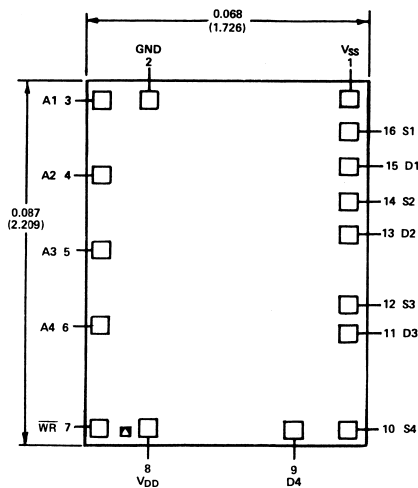 0.068
(1.726)
GND
2
VSS
1
A1 3
16 S1
15 D1
A2 4
14 S2
0.087
(2.209)
13 D2
A3 5
12 S3
A4 6
11 D3
WR 7
10 S4
8
VDD
9
D4